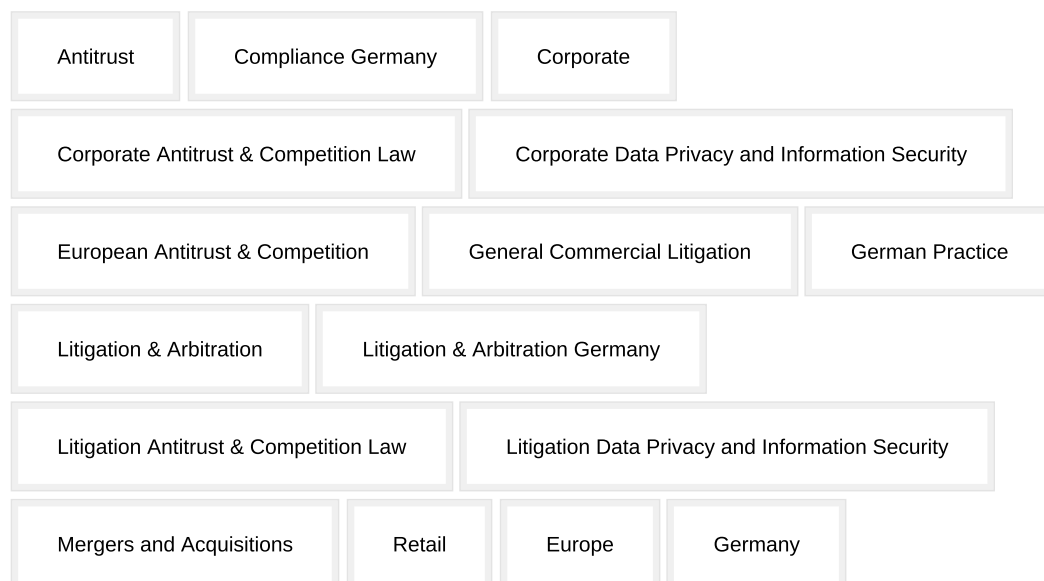 Antitrust Compliance Germany Corporate
Corporate Antitrust & Competition Law Corporate Data Privacy and Information Security
European Antitrust & Competition General Commercial Litigation German Practice
Litigation & Arbitration Litigation & Arbitration Germany
Litigation Antitrust & Competition Law Litigation Data Privacy and Information Security
Mergers and Acquisitions Retail Europe Germany